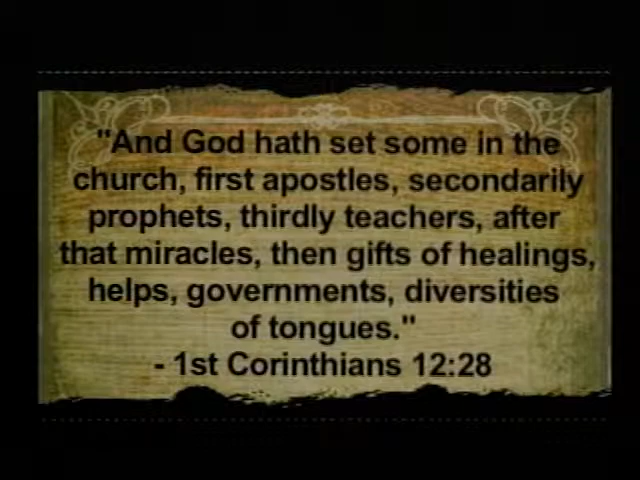 "And God hath set some in the
church, first apostles, secondarily
prophets, thirdly teachers, after
that miracles, then gifts of healings,
helps, governments, diversities
of tongues."
- 1st Corinthians 12:28